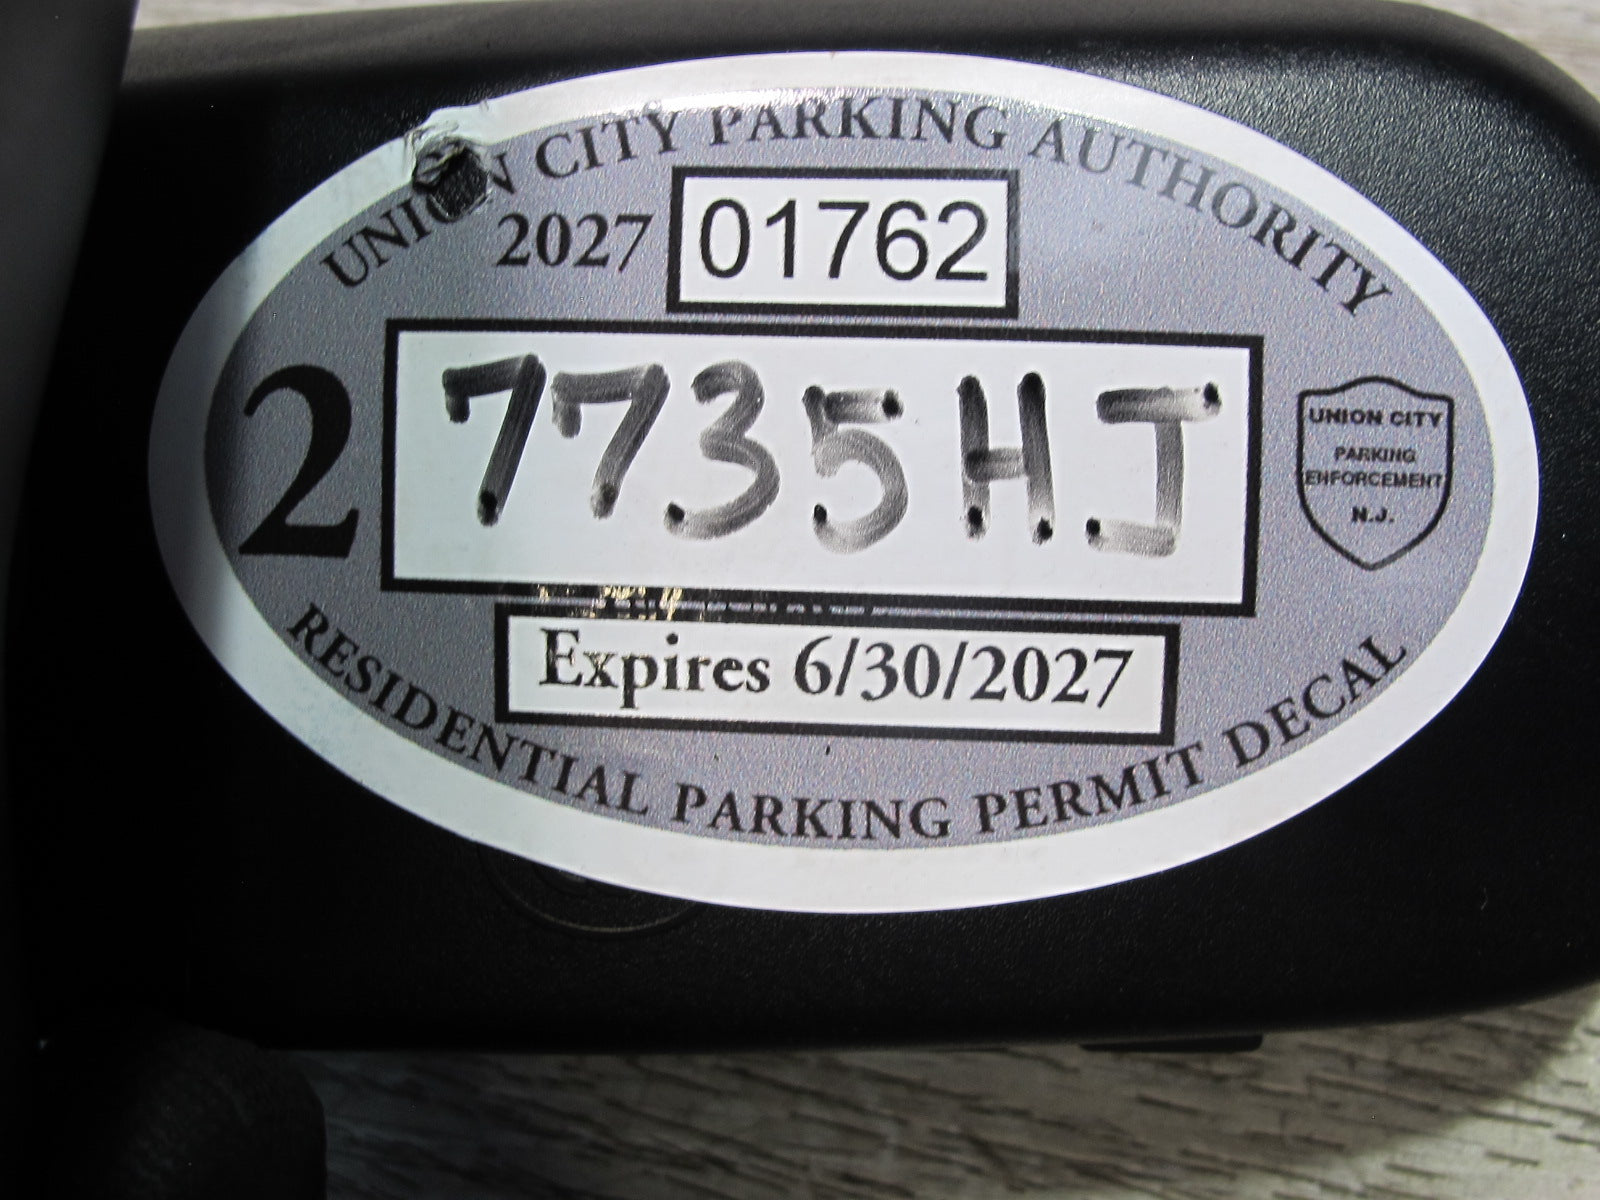 UNION CITY PARKING AUTHORITY
2027 01762
2 7735HJ
UNION CITY
PARKING
ENFORCEMENT
N.J.
Expires 6/30/2027
RESIDENTIAL PARKING PERMIT DECAL